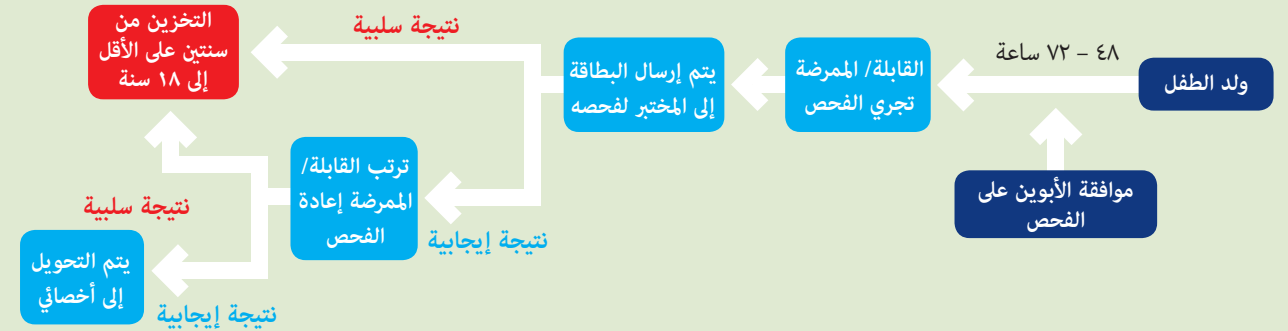 ولد الطفل
٤٨ – ٧٢ ساعة
موافقة الأبوين على
الفحص
القابلة/ الممرضة
تجري الفحص
يتم إرسال البطاقة
إلى المختبر لفحصه
نتيجة سلبية
التخزين من
سنتين على الأقل
إلى ١٨ سنة
نتيجة إيجابية
ترتب القابلة/
الممرضة إعادة
الفحص
نتيجة سلبية
نتيجة إيجابية
يتم التحويل
إلى أخصائي